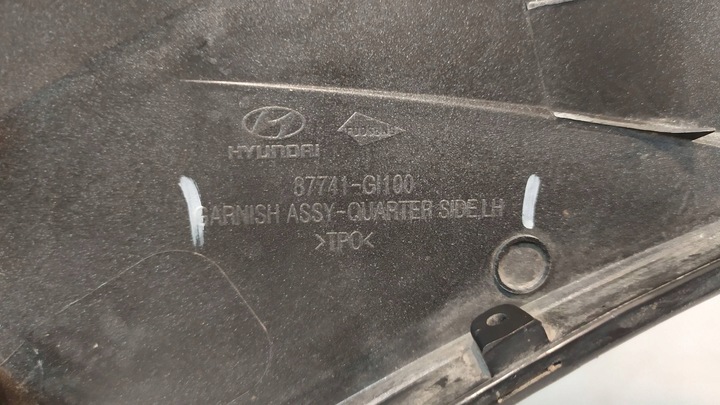 HYUNDAI
87741-GI100
GARNISH ASSY-QUARTER SIDE,LH
>TPO<